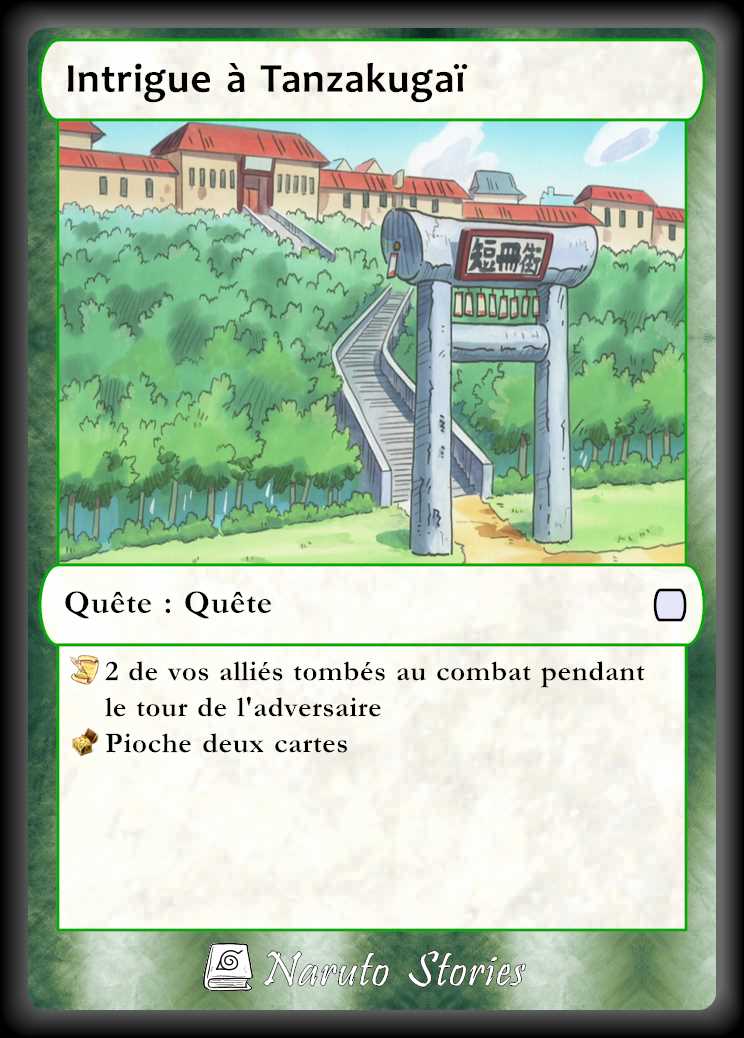 Intrigue à Tanzakugaï
短冊街
Quête : Quête
2 de vos alliés tombés au combat pendant
le tour de l'adversaire
Pioche deux cartes
Naruto Stories